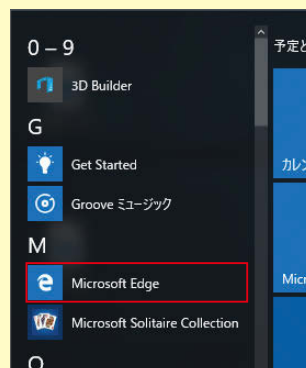 0 – 9
予定と
3D Builder
G
Get Started
カレン
Groove ミュージック
M
Microsoft Edge
Micr
Microsoft Solitaire Collection
O